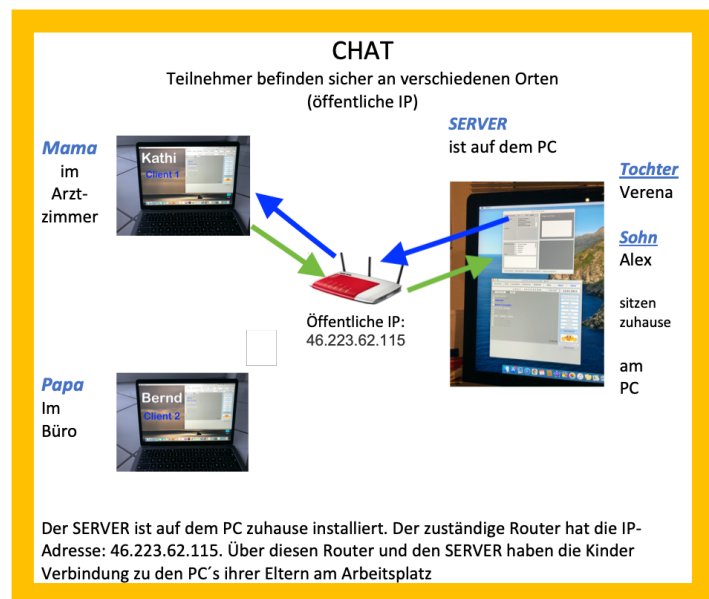 CHAT
Teilnehmer befinden sicher an verschiedenen Orten
(öffentliche IP)
Mama
im
Arzt-
zimmer
Kathi
Client 1
SERVER
ist auf dem PC
Tochter
Verena
Sohn
Alex
sitzen
zuhause
am
PC
Öffentliche IP:
46.223.62.115
Papa
Im
Büro
Bernd
Client 2
Der SERVER ist auf dem PC zuhause installiert. Der zuständige Router hat die IP-
Adresse: 46.223.62.115. Über diesen Router und den SERVER haben die Kinder
Verbindung zu den PC´s ihrer Eltern am Arbeitsplatz